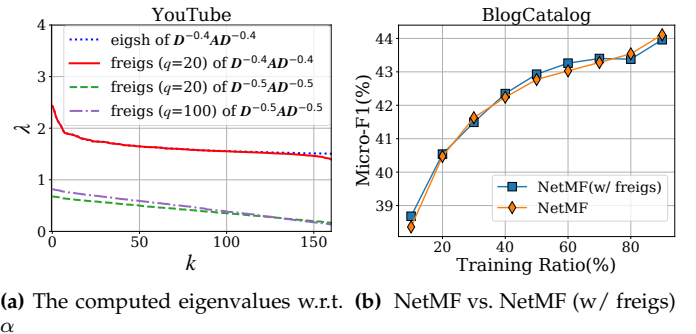 YouTube
4
3
2
1
0
λ
eigsh of D^{-0.4}AD^{-0.4}
freigs (q=20) of D^{-0.4}AD^{-0.4}
freigs (q=20) of D^{-0.5}AD^{-0.5}
freigs (q=100) of D^{-0.5}AD^{-0.5}
0 50 100 150
k
BlogCatalog
44
43
42
41
40
39
Micro-F1(%)
NetMF(w/ freigs)
NetMF
20 40 60 80
Training Ratio(%)
(a) The computed eigenvalues w.r.t.
α
(b) NetMF vs. NetMF (w/ freigs)